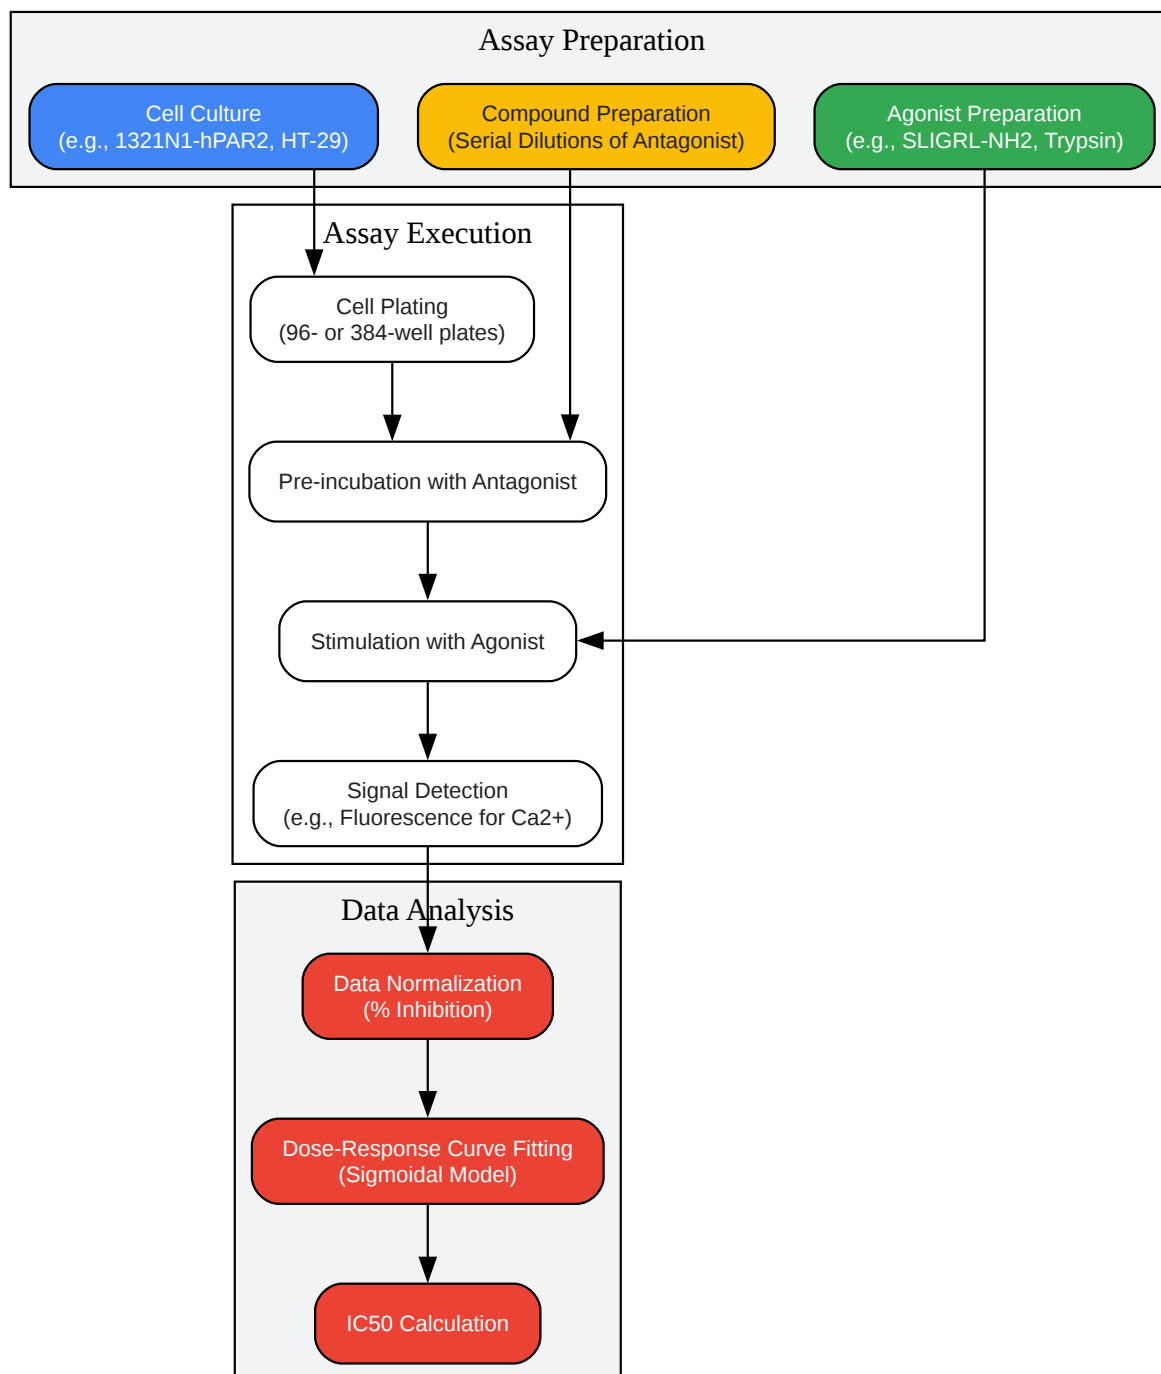 Assay Preparation
Cell Culture
(e.g., 1321N1-hPAR2, HT-29)
Compound Preparation
(Serial Dilutions of Antagonist)
Agonist Preparation
(e.g., SLIGRL-NH2, Trypsin)
Assay Execution
Cell Plating
(96- or 384-well plates)
Pre-incubation with Antagonist
Stimulation with Agonist
Signal Detection
(e.g., Fluorescence for Ca2+)
Data Analysis
Data Normalization
(% Inhibition)
Dose-Response Curve Fitting
(Sigmoidal Model)
IC50 Calculation